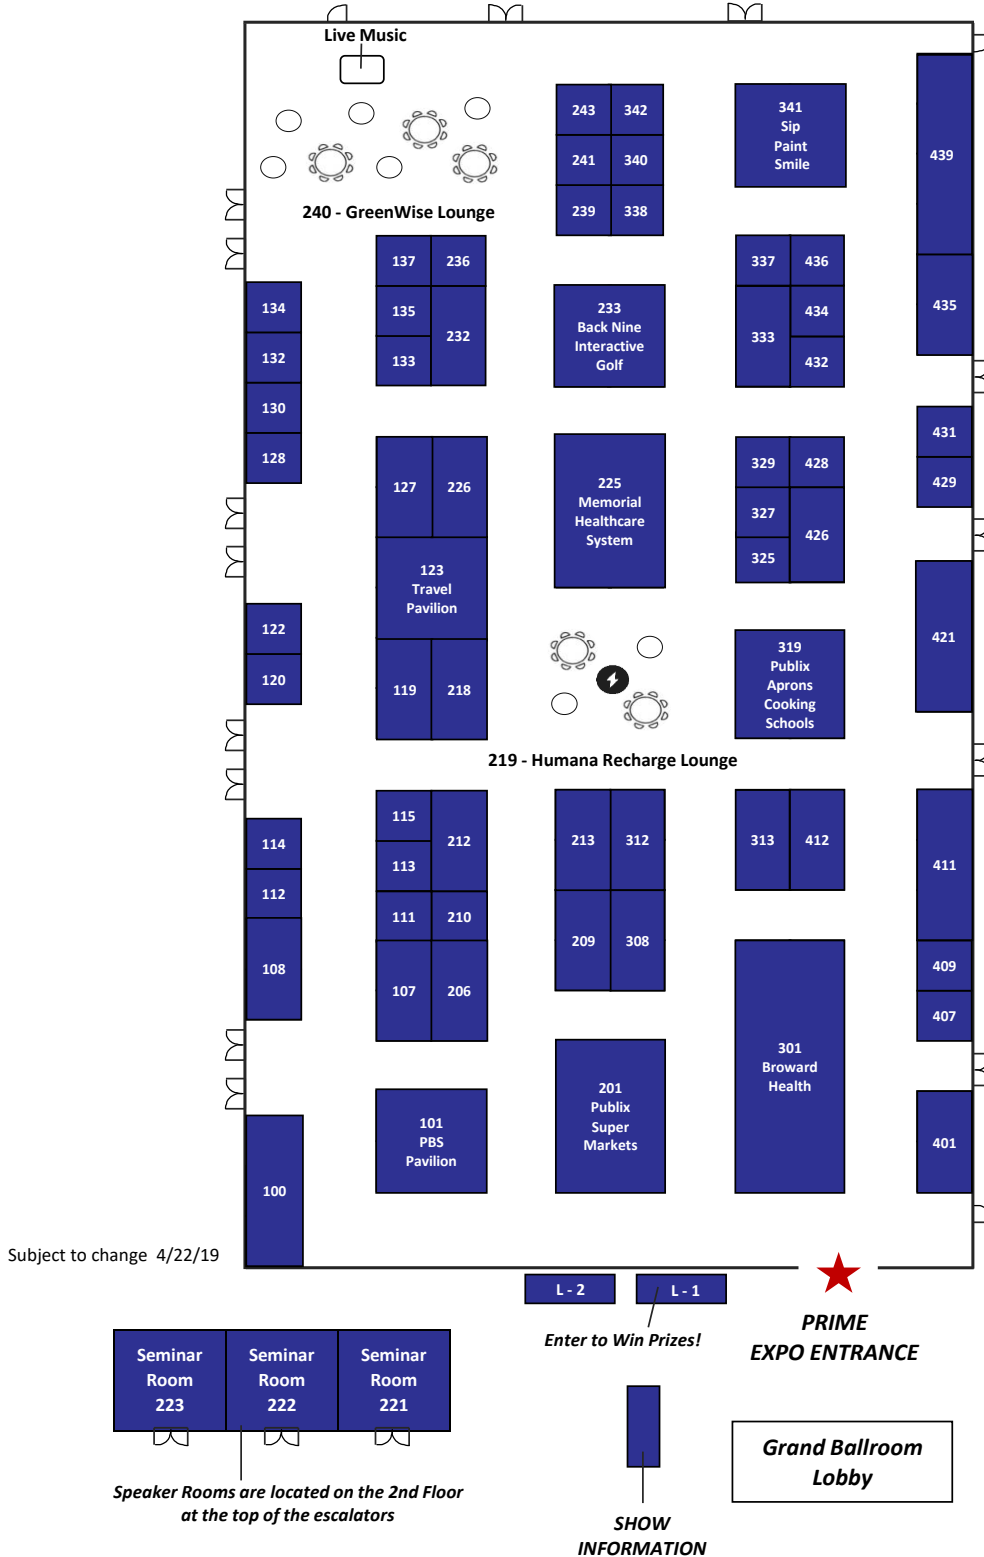 Live Music
243
342
341
Sip
Paint
Smile
241
340
439
239
338
240 - GreenWise Lounge
137
236
337
436
134
135
233
Back Nine
Interactive
Golf
434
435
232
333
132
133
432
130
431
128
127
226
225
Memorial
Healthcare
System
329
428
429
327
426
325
123
Travel
Pavilion
122
421
319
Publix
Aprons
Cooking
Schools
120
119
218
219 - Humana Recharge Lounge
115
212
213
312
313
412
114
113
411
112
111
210
209
308
108
107
206
409
407
301
Broward
Health
201
Publix
Super
Markets
101
PBS
Pavilion
401
100
Subject to change 4/22/19
L - 2
L - 1
Enter to Win Prizes!
PRIME
EXPO ENTRANCE
Seminar
Room
223
Seminar
Room
222
Seminar
Room
221
Grand Ballroom
Lobby
Speaker Rooms are located on the 2nd Floor
at the top of the escalators
SHOW
INFORMATION